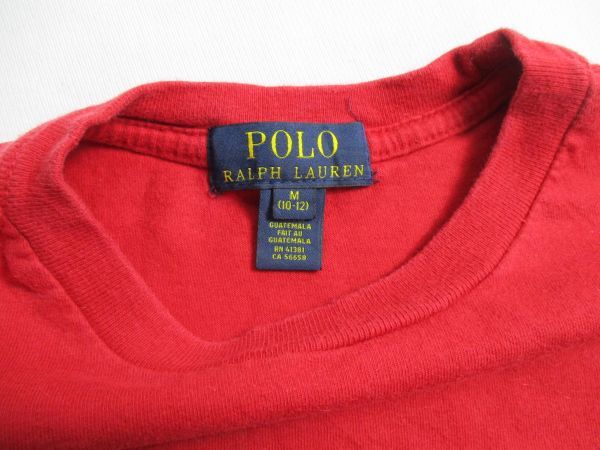 POLO
RALPH LAUREN
M
(10-12)
GUATEMALA
FAIT AU
GUATEMALA
RN 41381
CA 56658